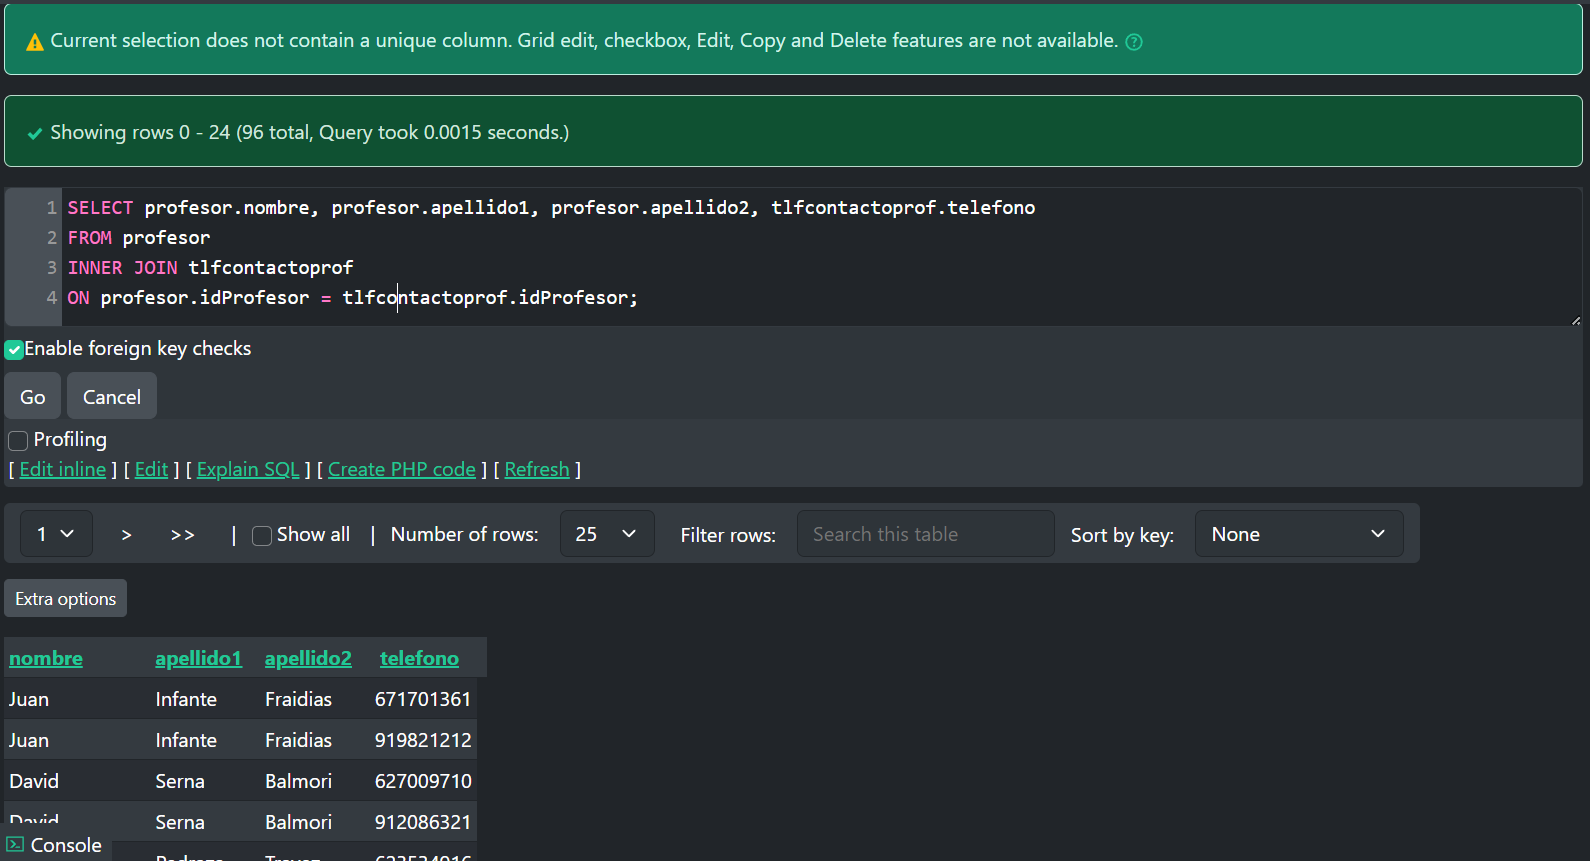 Current selection does not contain a unique column. Grid edit, checkbox, Edit, Copy and Delete features are not available.
Showing rows 0 - 24 (96 total, Query took 0.0015 seconds.)
1 SELECT profesor.nombre, profesor.apellido1, profesor.apellido2, tlfcontactoprof.telefono
2 FROM profesor
3 INNER JOIN tlfcontactoprof
4 ON profesor.idProfesor = tlfcontactoprof.idProfesor;
Enable foreign key checks
Go Cancel
Profiling
[ Edit inline ] [ Edit ] [ Explain SQL ] [ Create PHP code ] [ Refresh ]
1 > >> | Show all | Number of rows: 25 Filter rows: Search this table Sort by key: None
Extra options
nombre apellido1 apellido2 telefono
Juan Infante Fraidias 671701361
Juan Infante Fraidias 919821212
David Serna Balmori 627009710
David Serna Balmori 912086321
Console